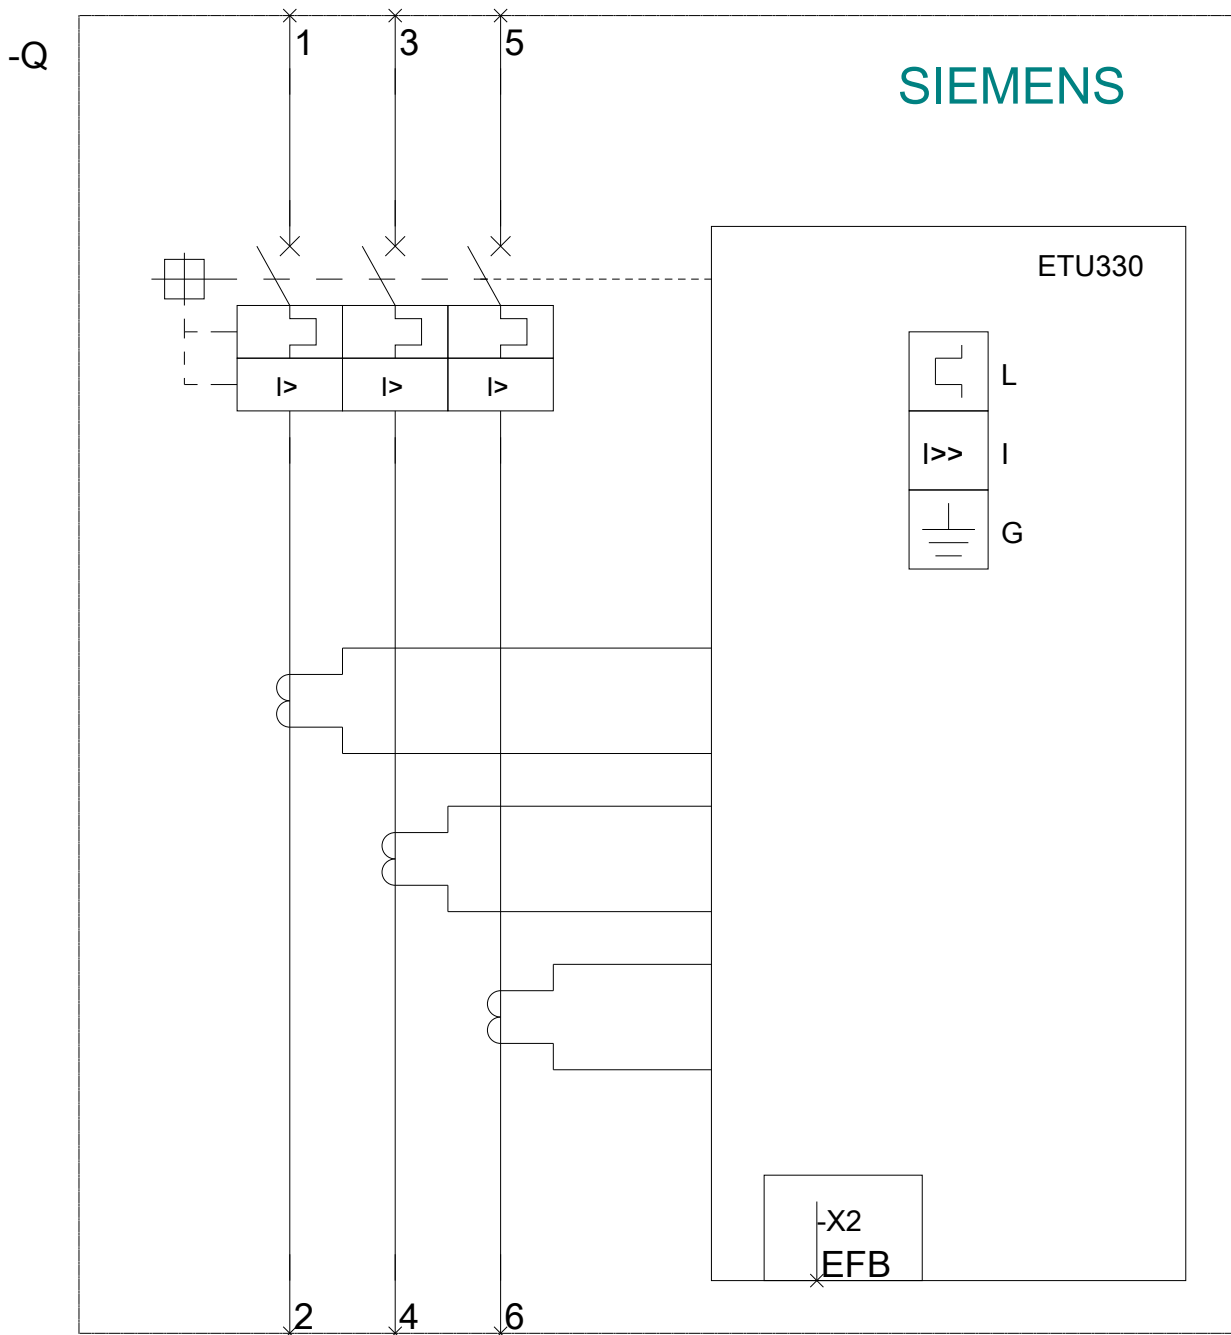 1 3 5
-Q
SIEMENS
ETU330
L
I> I> I>
I>> I
G
-X2
EFB
2 4 6